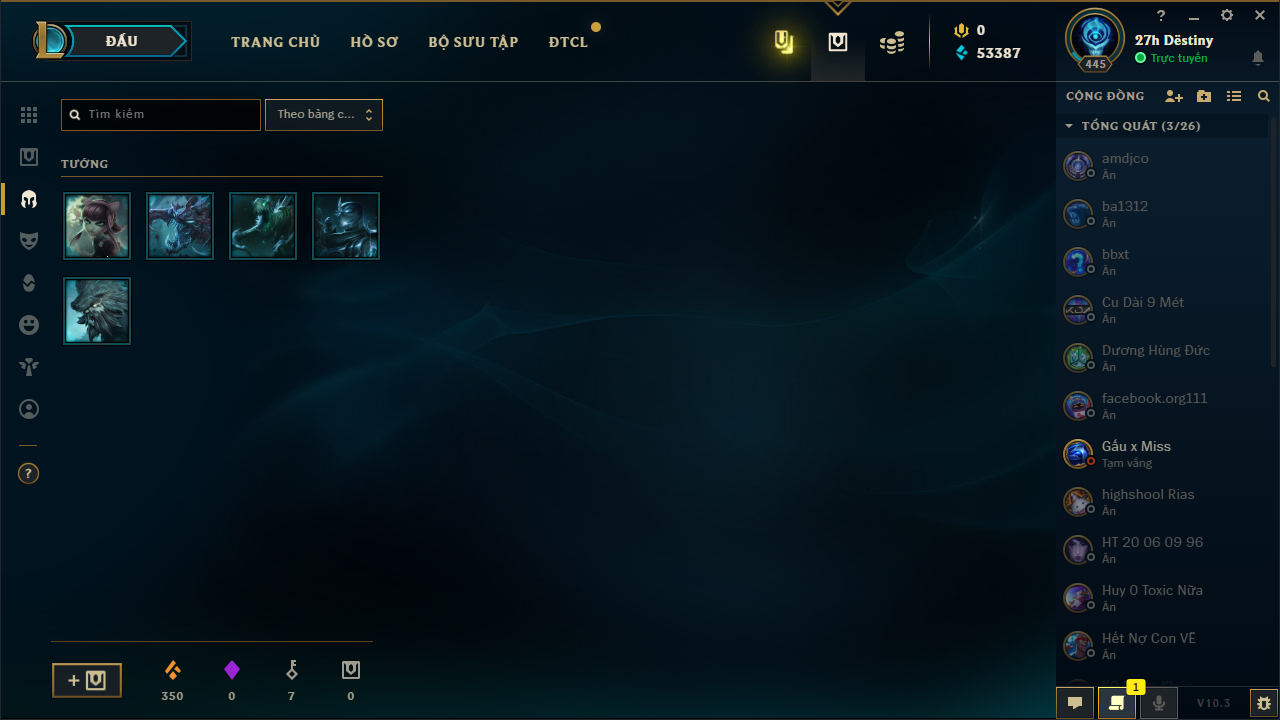 ĐẤU
TRANG CHỦ
HỒ SƠ
BỘ SƯU TẬP
ĐTCL
0
53387
445
?
27h Dëstiny
Trực tuyến
Tìm kiếm
Theo bảng c...
TƯỚNG
CỘNG ĐỒNG
TỔNG QUÁT (3/26)
amdjco
Ẩn
ba1312
Ẩn
bbxt
Ẩn
Cu Dài 9 Mét
Ẩn
Dương Hùng Đức
Ẩn
facebook.org111
Ẩn
Gấu x Miss
Tạm vắng
highshool Rias
Ẩn
HT 20 06 09 96
Ẩn
Huy 0 Toxic Nữa
Ẩn
Hết Nợ Con VỀ
Ẩn
?
+
350
0
7
0
1
V10.3